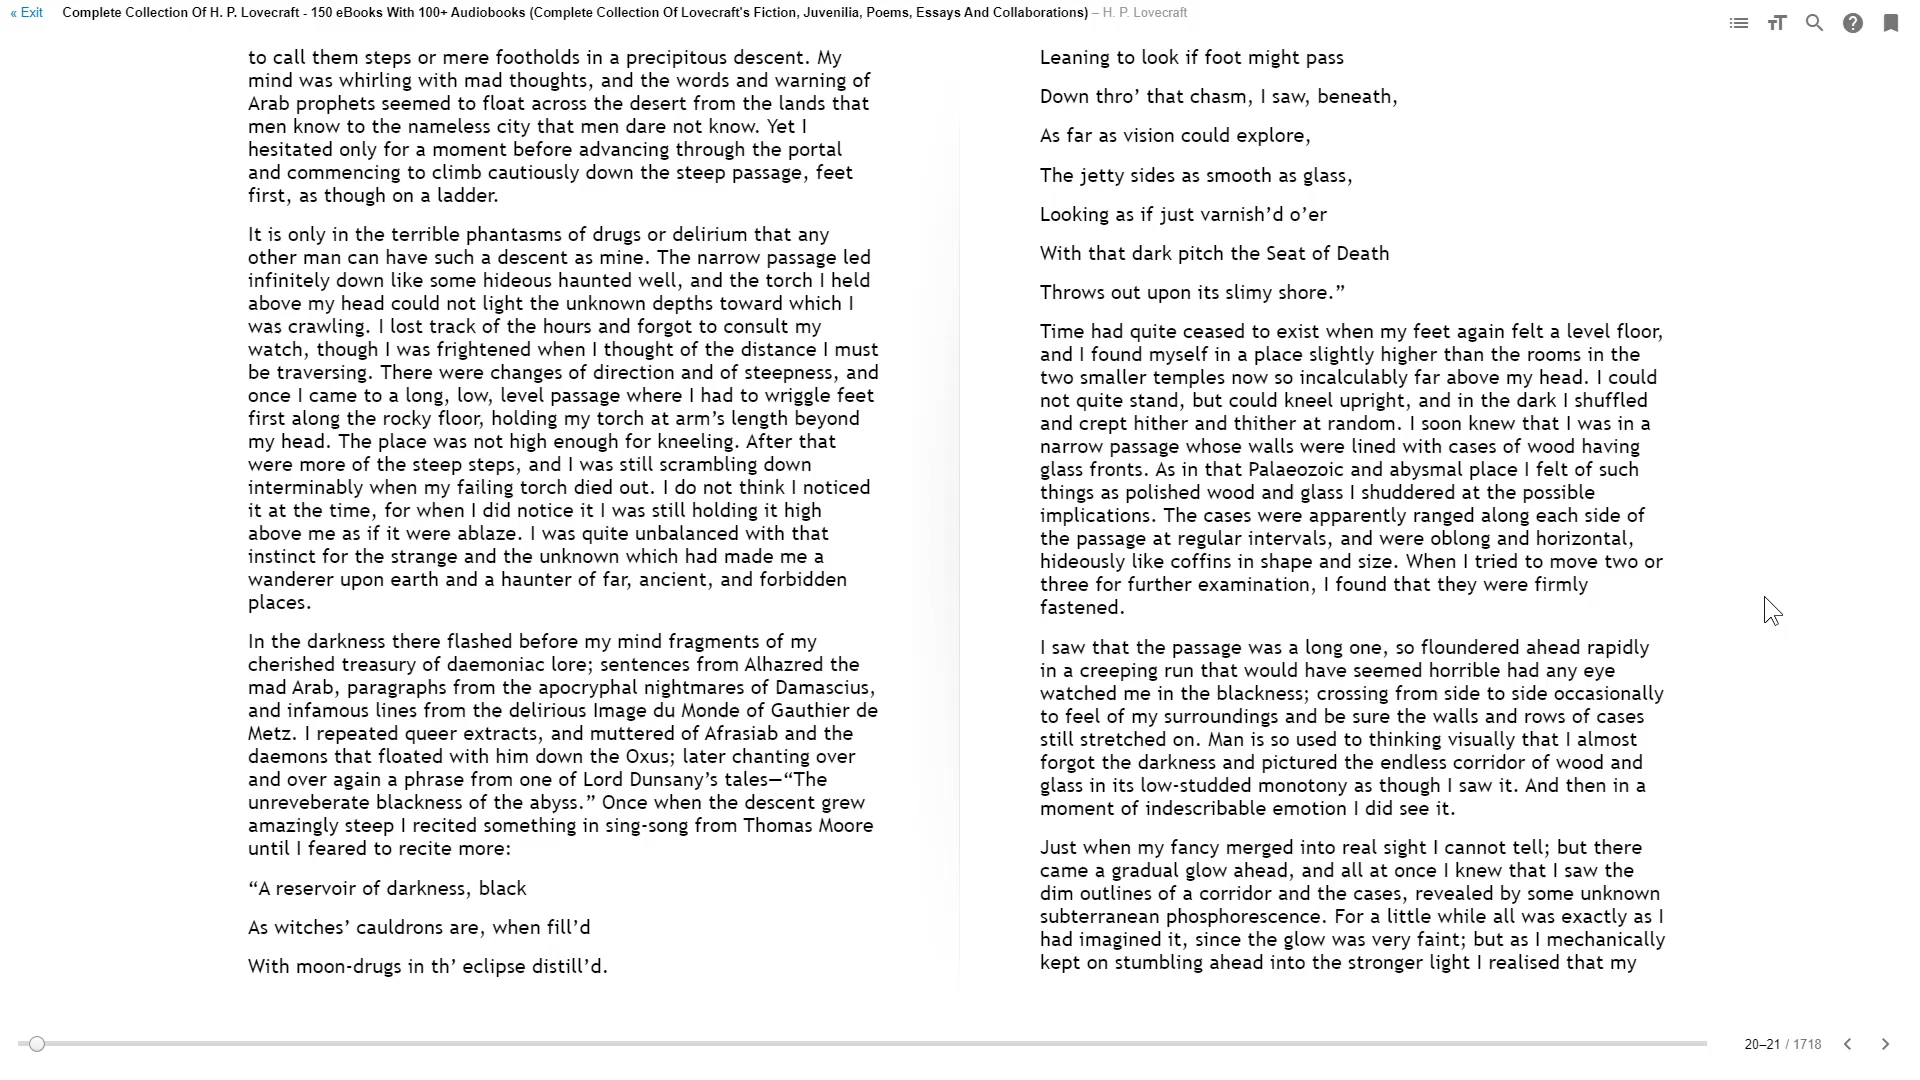 « Exit Complete Collection Of H. P. Lovecraft - 150 eBooks With 100+ Audiobooks (Complete Collection Of Lovecraft's Fiction, Juvenilia, Poems, Essays And Collaborations) – H. P. Lovecraft
to call them steps or mere footholds in a precipitous descent. My
mind was whirling with mad thoughts, and the words and warning of
Arab prophets seemed to float across the desert from the lands that
men know to the nameless city that men dare not know. Yet I
hesitated only for a moment before advancing through the portal
and commencing to climb cautiously down the steep passage, feet
first, as though on a ladder.
It is only in the terrible phantasms of drugs or delirium that any
other man can have such a descent as mine. The narrow passage led
infinitely down like some hideous haunted well, and the torch I held
above my head could not light the unknown depths toward which I
was crawling. I lost track of the hours and forgot to consult my
watch, though I was frightened when I thought of the distance I must
be traversing. There were changes of direction and of steepness, and
once I came to a long, low, level passage where I had to wriggle feet
first along the rocky floor, holding my torch at arm’s length beyond
my head. The place was not high enough for kneeling. After that
were more of the steep steps, and I was still scrambling down
interminably when my failing torch died out. I do not think I noticed
it at the time, for when I did notice it I was still holding it high
above me as if it were ablaze. I was quite unbalanced with that
instinct for the strange and the unknown which had made me a
wanderer upon earth and a haunter of far, ancient, and forbidden
places.
In the darkness there flashed before my mind fragments of my
cherished treasury of daemoniac lore; sentences from Alhazred the
mad Arab, paragraphs from the apocryphal nightmares of Damascius,
and infamous lines from the delirious Image du Monde of Gauthier de
Metz. I repeated queer extracts, and muttered of Afrasiab and the
daemons that floated with him down the Oxus; later chanting over
and over again a phrase from one of Lord Dunsany’s tales—“The
unreveberate blackness of the abyss.” Once when the descent grew
amazingly steep I recited something in sing-song from Thomas Moore
until I feared to recite more:
“A reservoir of darkness, black
As witches’ cauldrons are, when fill’d
With moon-drugs in th’ eclipse distill’d.
Leaning to look if foot might pass
Down thro’ that chasm, I saw, beneath,
As far as vision could explore,
The jetty sides as smooth as glass,
Looking as if just varnish’d o’er
With that dark pitch the Seat of Death
Throws out upon its slimy shore.”
Time had quite ceased to exist when my feet again felt a level floor,
and I found myself in a place slightly higher than the rooms in the
two smaller temples now so incalculably far above my head. I could
not quite stand, but could kneel upright, and in the dark I shuffled
and crept hither and thither at random. I soon knew that I was in a
narrow passage whose walls were lined with cases of wood having
glass fronts. As in that Palaeozoic and abysmal place I felt of such
things as polished wood and glass I shuddered at the possible
implications. The cases were apparently ranged along each side of
the passage at regular intervals, and were oblong and horizontal,
hideously like coffins in shape and size. When I tried to move two or
three for further examination, I found that they were firmly
fastened.
I saw that the passage was a long one, so floundered ahead rapidly
in a creeping run that would have seemed horrible had any eye
watched me in the blackness; crossing from side to side occasionally
to feel of my surroundings and be sure the walls and rows of cases
still stretched on. Man is so used to thinking visually that I almost
forgot the darkness and pictured the endless corridor of wood and
glass in its low-studded monotony as though I saw it. And then in a
moment of indescribable emotion I did see it.
Just when my fancy merged into real sight I cannot tell; but there
came a gradual glow ahead, and all at once I knew that I saw the
dim outlines of a corridor and the cases, revealed by some unknown
subterranean phosphorescence. For a little while all was exactly as I
had imagined it, since the glow was very faint; but as I mechanically
kept on stumbling ahead into the stronger light I realised that my
20–21 / 1718